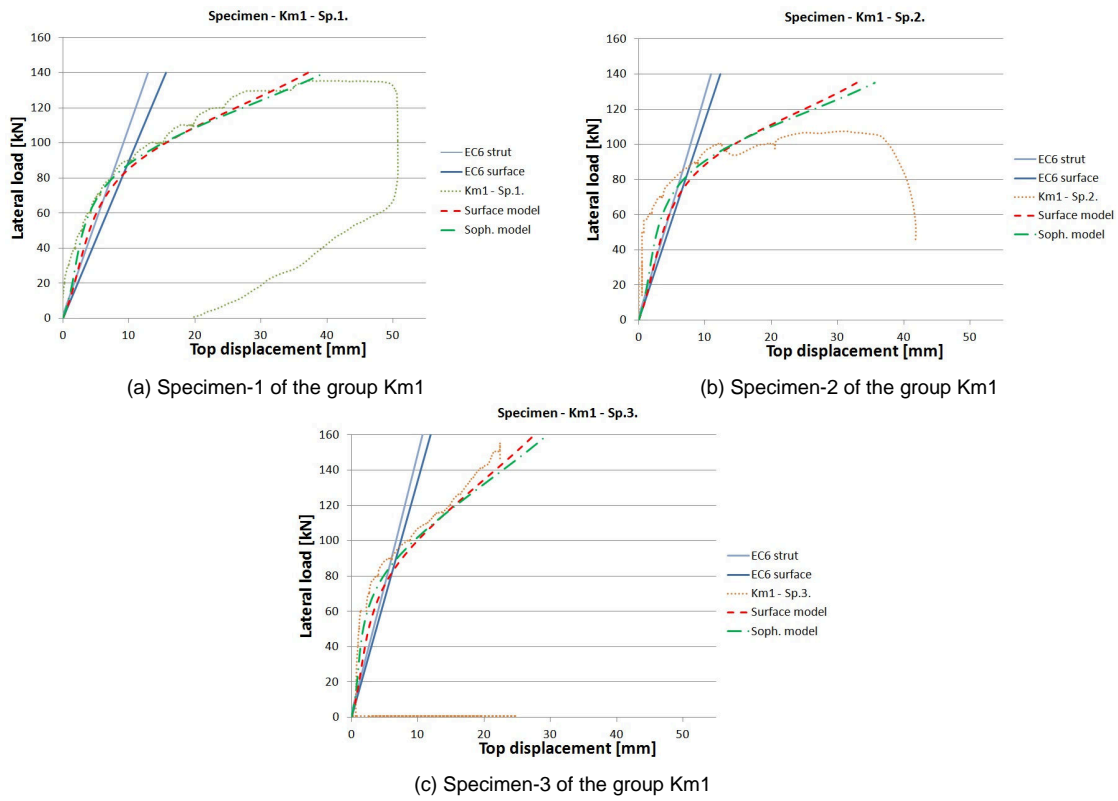 Specimen - Km1 - Sp.1.
160
140
120
100
80
60
40
20
0
Lateral load [kN]
0 10 20 30 40 50
Top displacement [mm]
EC6 strut
EC6 surface
Km1 - Sp.1.
Surface model
Soph. model
(a) Specimen-1 of the group Km1
Specimen - Km1 - Sp.2.
160
140
120
100
80
60
40
20
0
Lateral load [kN]
0 10 20 30 40 50
Top displacement [mm]
EC6 strut
EC6 surface
Km1 - Sp.2.
Surface model
Soph. model
(b) Specimen-2 of the group Km1
Specimen - Km1 - Sp.3.
160
140
120
100
80
60
40
20
0
Lateral load [kN]
0 10 20 30 40 50
Top displacement [mm]
EC6 strut
EC6 surface
Km1 - Sp.3.
Surface model
Soph. model
(c) Specimen-3 of the group Km1